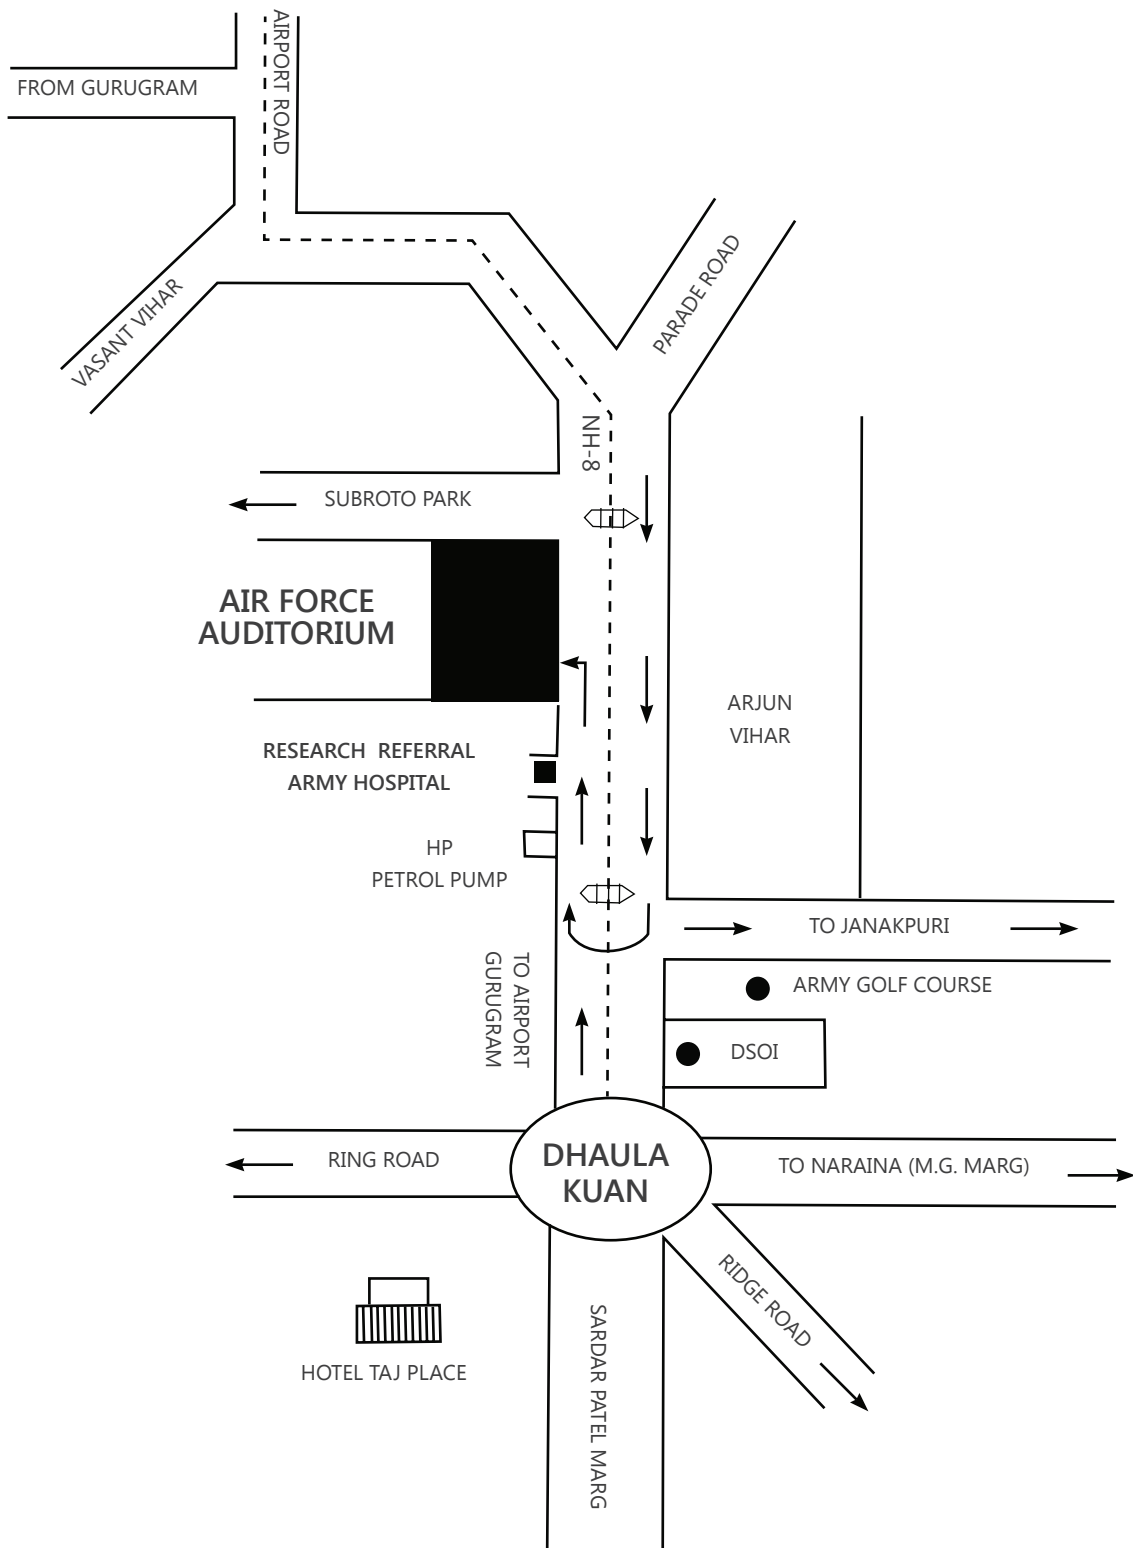 AIRPORT ROAD
FROM GURUGRAM
PARADE ROAD
VASANT VIHAR
NH-8
SUBROTO PARK
AIR FORCE
AUDITORIUM
ARJUN
VIHAR
RESEARCH REFERRAL
ARMY HOSPITAL
HP
PETROL PUMP
TO JANAKPURI
TO AIRPORT
GURUGRAM
ARMY GOLF COURSE
DSOI
DHAULA
KUAN
RING ROAD
TO NARAINA (M.G. MARG)
RIDGE ROAD
SARDAR PATEL MARG
HOTEL TAJ PLACE